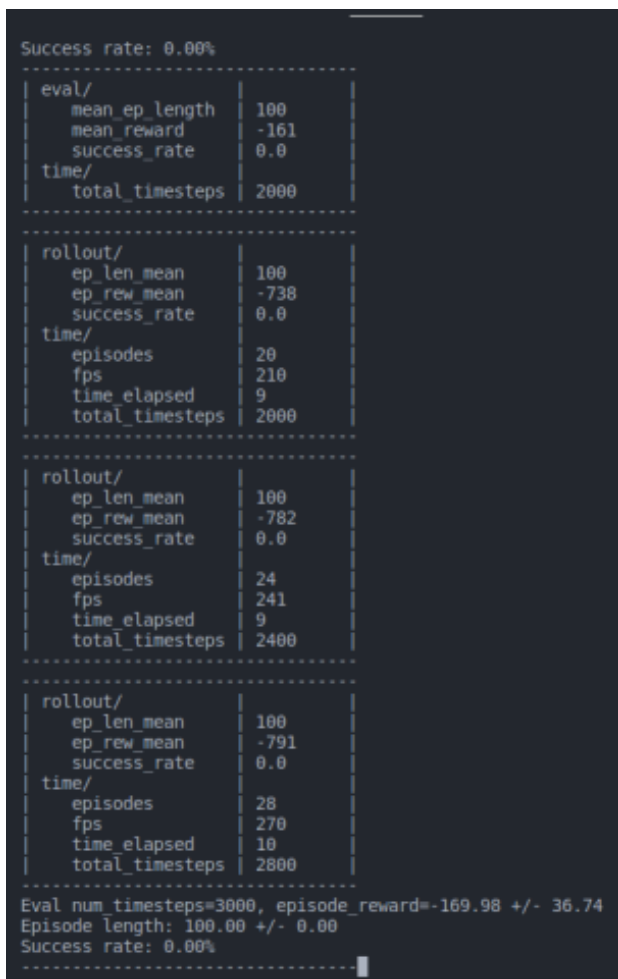 Success rate: 0.00%
----------------------------------
| eval/              |           |
|    mean_ep_length  | 100       |
|    mean_reward     | -161      |
|    success_rate    | 0.0       |
| time/              |           |
|    total_timesteps | 2000      |
----------------------------------
----------------------------------
| rollout/           |           |
|    ep_len_mean     | 100       |
|    ep_rew_mean     | -738      |
|    success_rate    | 0.0       |
| time/              |           |
|    episodes        | 20        |
|    fps             | 210       |
|    time_elapsed    | 9         |
|    total_timesteps | 2000      |
----------------------------------
----------------------------------
| rollout/           |           |
|    ep_len_mean     | 100       |
|    ep_rew_mean     | -782      |
|    success_rate    | 0.0       |
| time/              |           |
|    episodes        | 24        |
|    fps             | 241       |
|    time_elapsed    | 9         |
|    total_timesteps | 2400      |
----------------------------------
----------------------------------
| rollout/           |           |
|    ep_len_mean     | 100       |
|    ep_rew_mean     | -791      |
|    success_rate    | 0.0       |
| time/              |           |
|    episodes        | 28        |
|    fps             | 270       |
|    time_elapsed    | 10        |
|    total_timesteps | 2800      |
----------------------------------
Eval num_timesteps=3000, episode_reward=-169.98 +/- 36.74
Episode length: 100.00 +/- 0.00
Success rate: 0.00%
----------------------------------